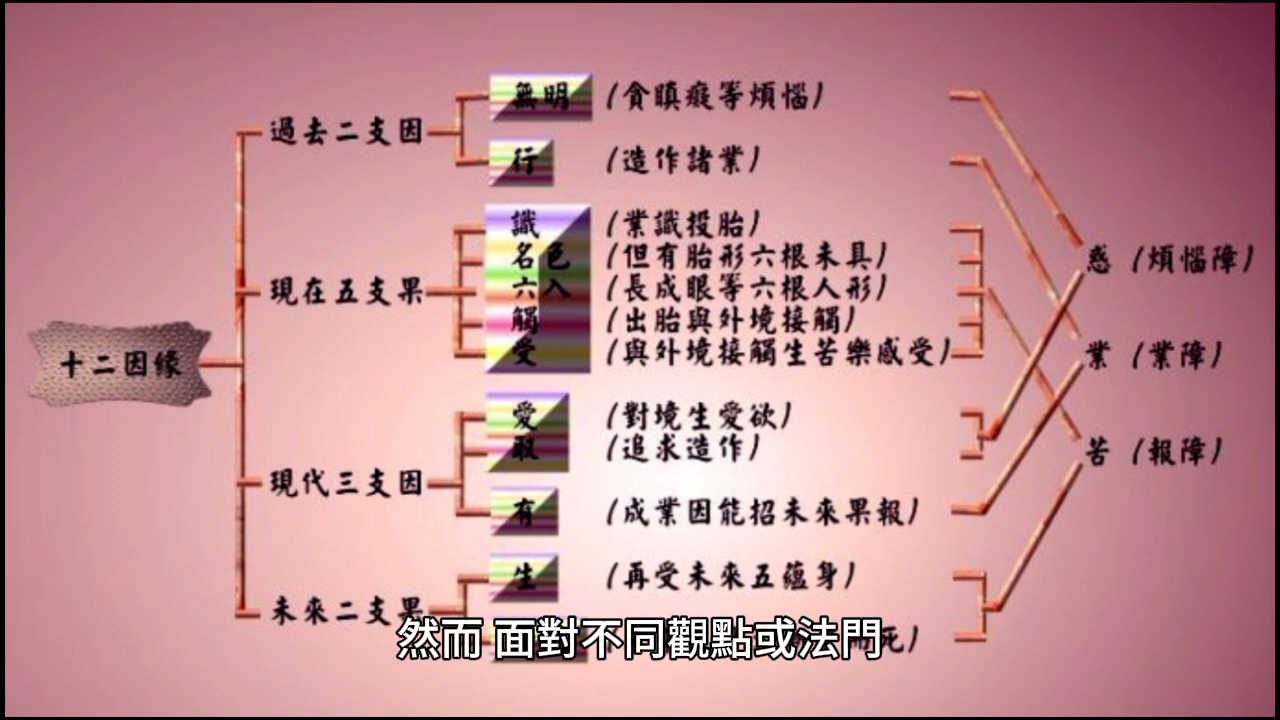 十二因緣
過去二支因
無明 (貪瞋癡等煩惱)
行 (造作諸業)
現在五支果
識 (業識投胎)
名色 (但有胎形六根未具)
六入 (長成眼等六根人形)
觸 (出胎與外境接觸)
受 (與外境接觸生苦樂感受)
現代三支因
愛 (對境生愛欲)
取 (追求造作)
有 (成業因能招未來果報)
未來二支果
生 (再受未來五蘊身)
死)
惑 (煩惱障)
業 (業障)
苦 (報障)
然而 面對不同觀點或法門